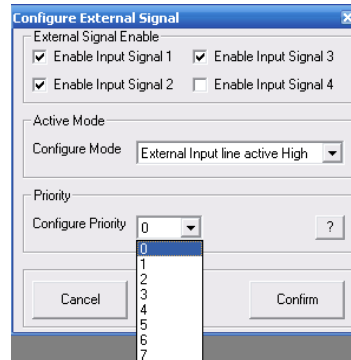 Configure External Signal
External Signal Enable
Enable Input Signal 1 Enable Input Signal 3
Enable Input Signal 2 Enable Input Signal 4
Active Mode
Configure Mode External Input line active High
Priority
Configure Priority 0 ?
0
1
2
3
Cancel Confirm
4
5
6
7